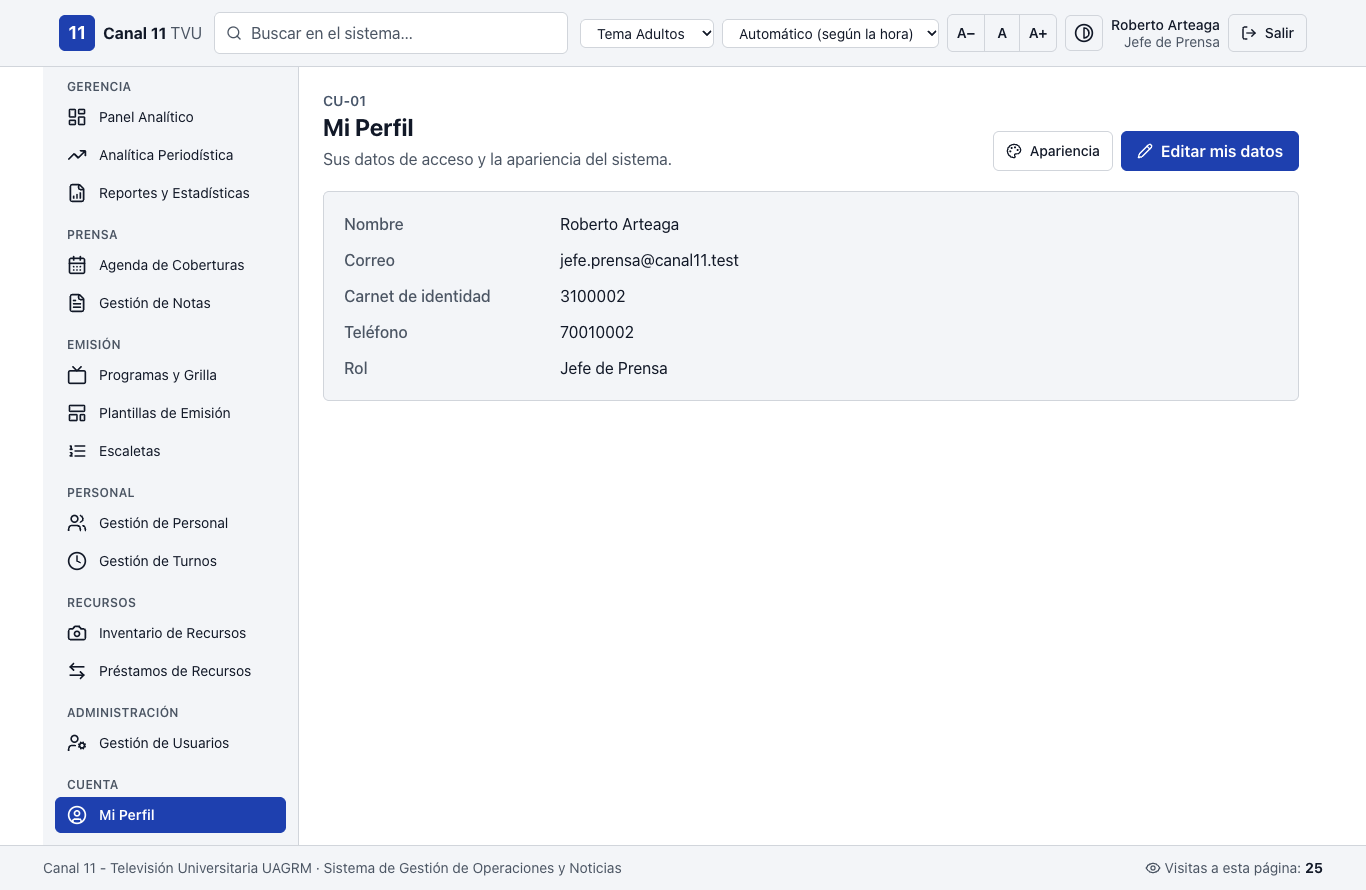 11 Canal 11 TVU
Buscar en el sistema...
Tema Adultos
Automático (según la hora)
A− A A+
Roberto Arteaga
Jefe de Prensa
Salir
GERENCIA
Panel Analítico
Analítica Periodística
Reportes y Estadísticas
PRENSA
Agenda de Coberturas
Gestión de Notas
EMISIÓN
Programas y Grilla
Plantillas de Emisión
Escaletas
PERSONAL
Gestión de Personal
Gestión de Turnos
RECURSOS
Inventario de Recursos
Préstamos de Recursos
ADMINISTRACIÓN
Gestión de Usuarios
CUENTA
Mi Perfil
CU-01
Mi Perfil
Sus datos de acceso y la apariencia del sistema.
Apariencia
Editar mis datos
Nombre Roberto Arteaga
Correo jefe.prensa@canal11.test
Carnet de identidad 3100002
Teléfono 70010002
Rol Jefe de Prensa
Canal 11 - Televisión Universitaria UAGRM · Sistema de Gestión de Operaciones y Noticias
Visitas a esta página: 25